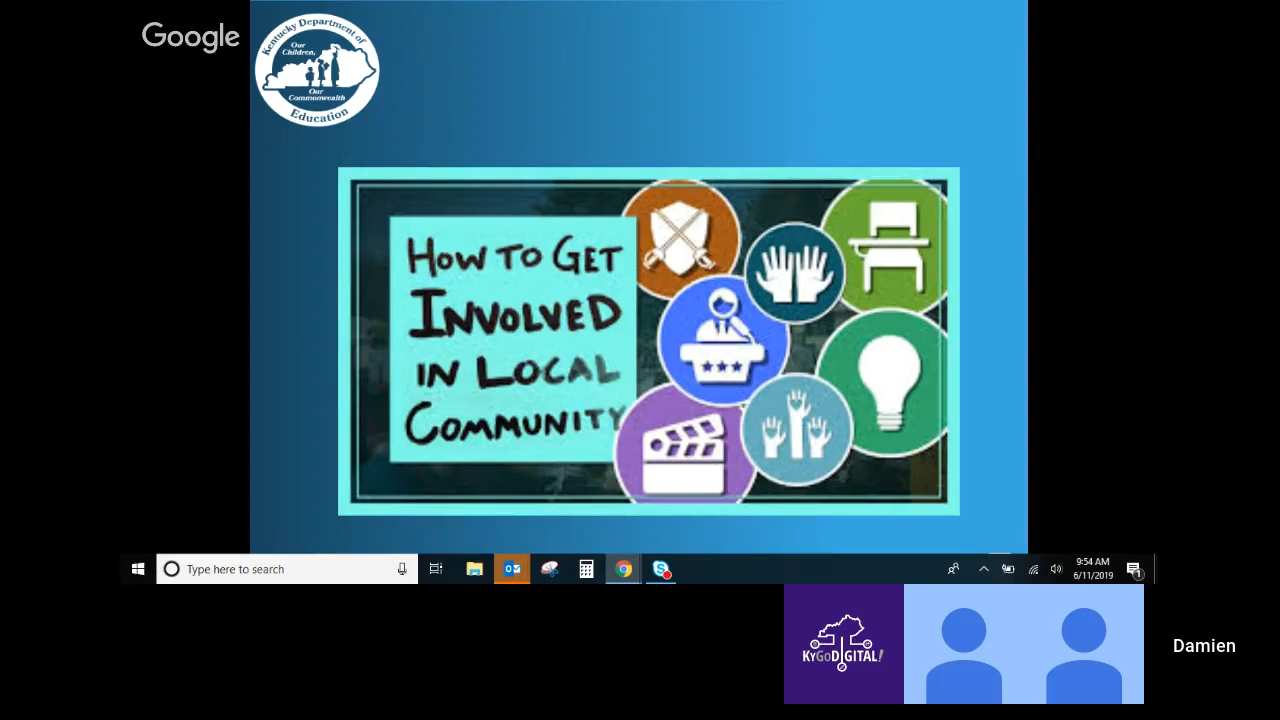 Google
Kentucky Department of
Our
Children,
Our
Commonwealth
Education
HOW TO GET
INVOLVED
IN LOCAL
COMMUNITY
Type here to search
9:54 AM
6/11/2019
1
KYGODIGITAL!
Damien